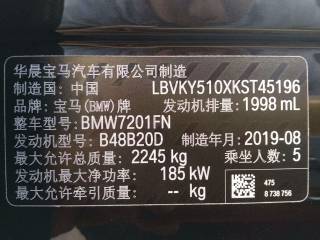 华晨宝马汽车有限公司制造
制造国: 中国 LBVKY510XKST45196
品牌: 宝马(BMW)牌 发动机排量: 1998 mL
整车型号: BMW7201FN
发动机型号: B48B20D 制造年月: 2019-08
最大允许总质量: 2245 kg 乘坐人数: 5
发动机最大净功率: 185 kW
最大允许牵引质量: -- kg
475
8 738 756